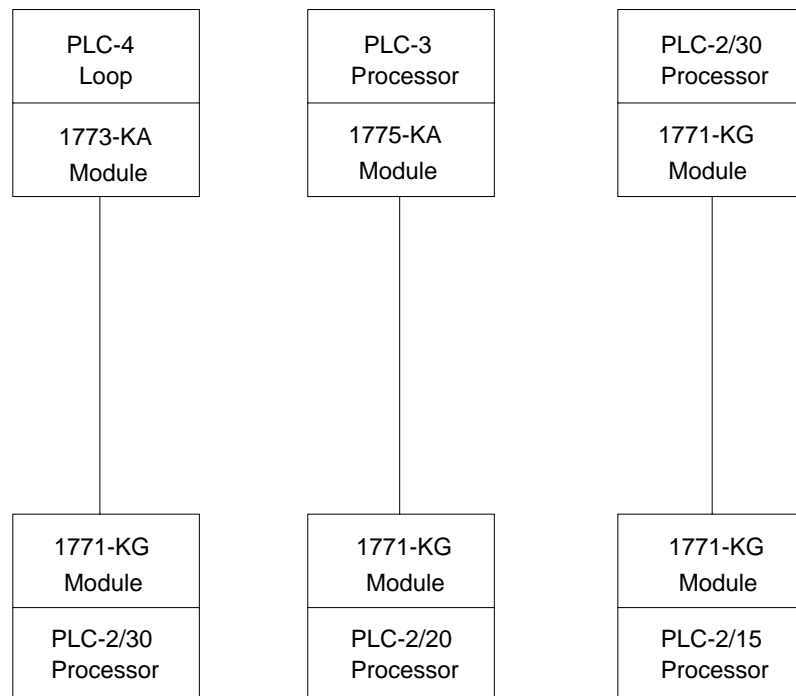 PLC-4
Loop
1773-KA
Module
PLC-3
Processor
1775-KA
Module
PLC-2/30
Processor
1771-KG
Module
1771-KG
Module
PLC-2/30
Processor
1771-KG
Module
PLC-2/20
Processor
1771-KG
Module
PLC-2/15
Processor